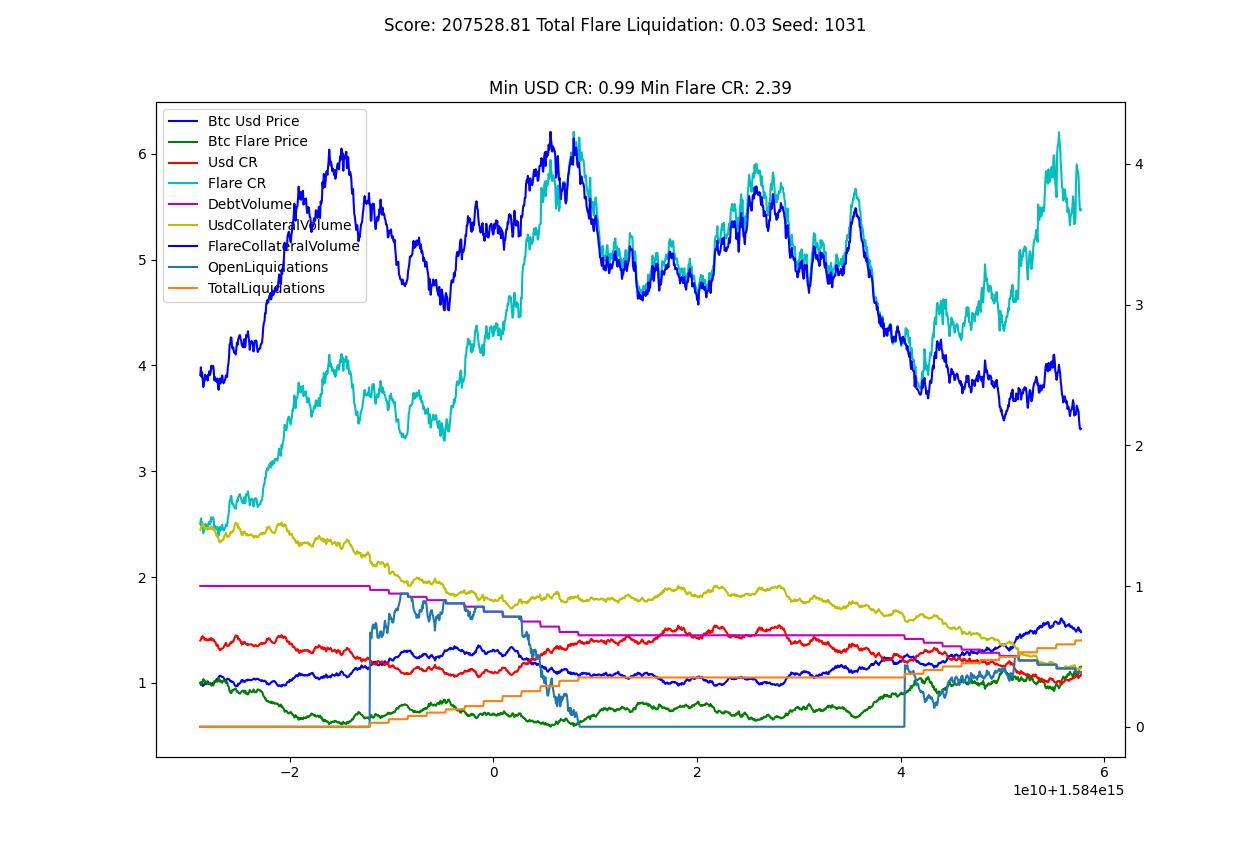 Score: 207528.81 Total Flare Liquidation: 0.03 Seed: 1031
Min USD CR: 0.99 Min Flare CR: 2.39
Btc Usd Price
Btc Flare Price
Usd CR
Flare CR
DebtVolume
UsdCollateralVolume
FlareCollateralVolume
OpenLiquidations
TotalLiquidations
6
5
4
3
2
1
4
3
2
1
0
−2
0
2
4
6
1e10+1.584e15